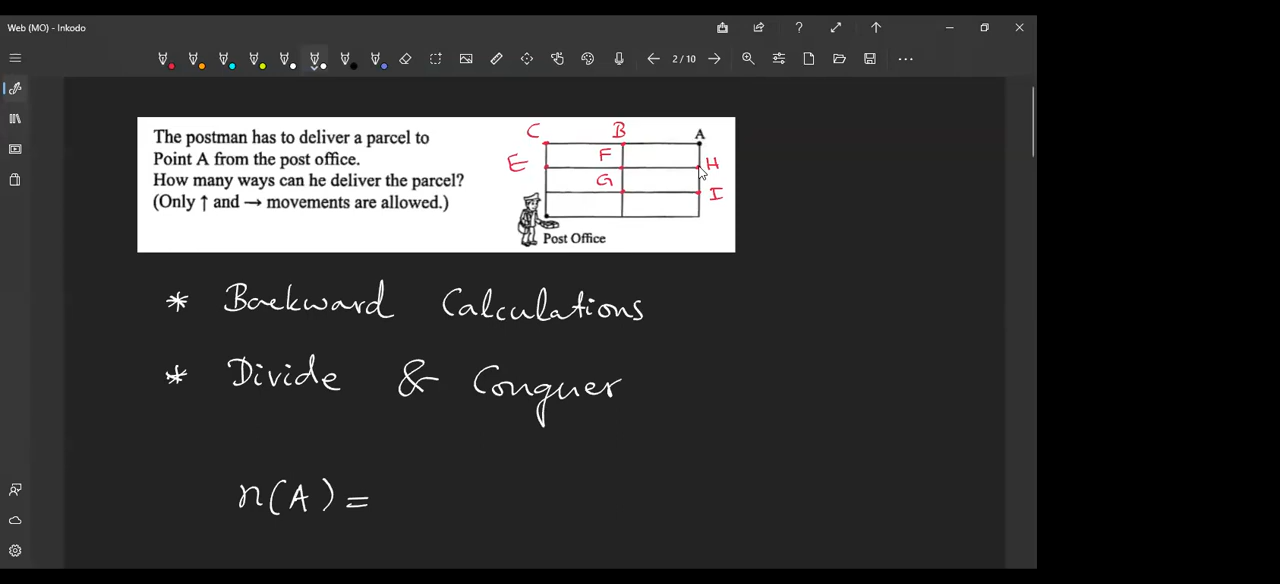 Web (MO) - Inkodo
2 / 10
The postman has to deliver a parcel to
Point A from the post office.
How many ways can he deliver the parcel?
(Only ↑ and → movements are allowed.)
C B A
E F H
G I
Post Office
* Backward Calculations
* Divide & Conquer
n(A) =